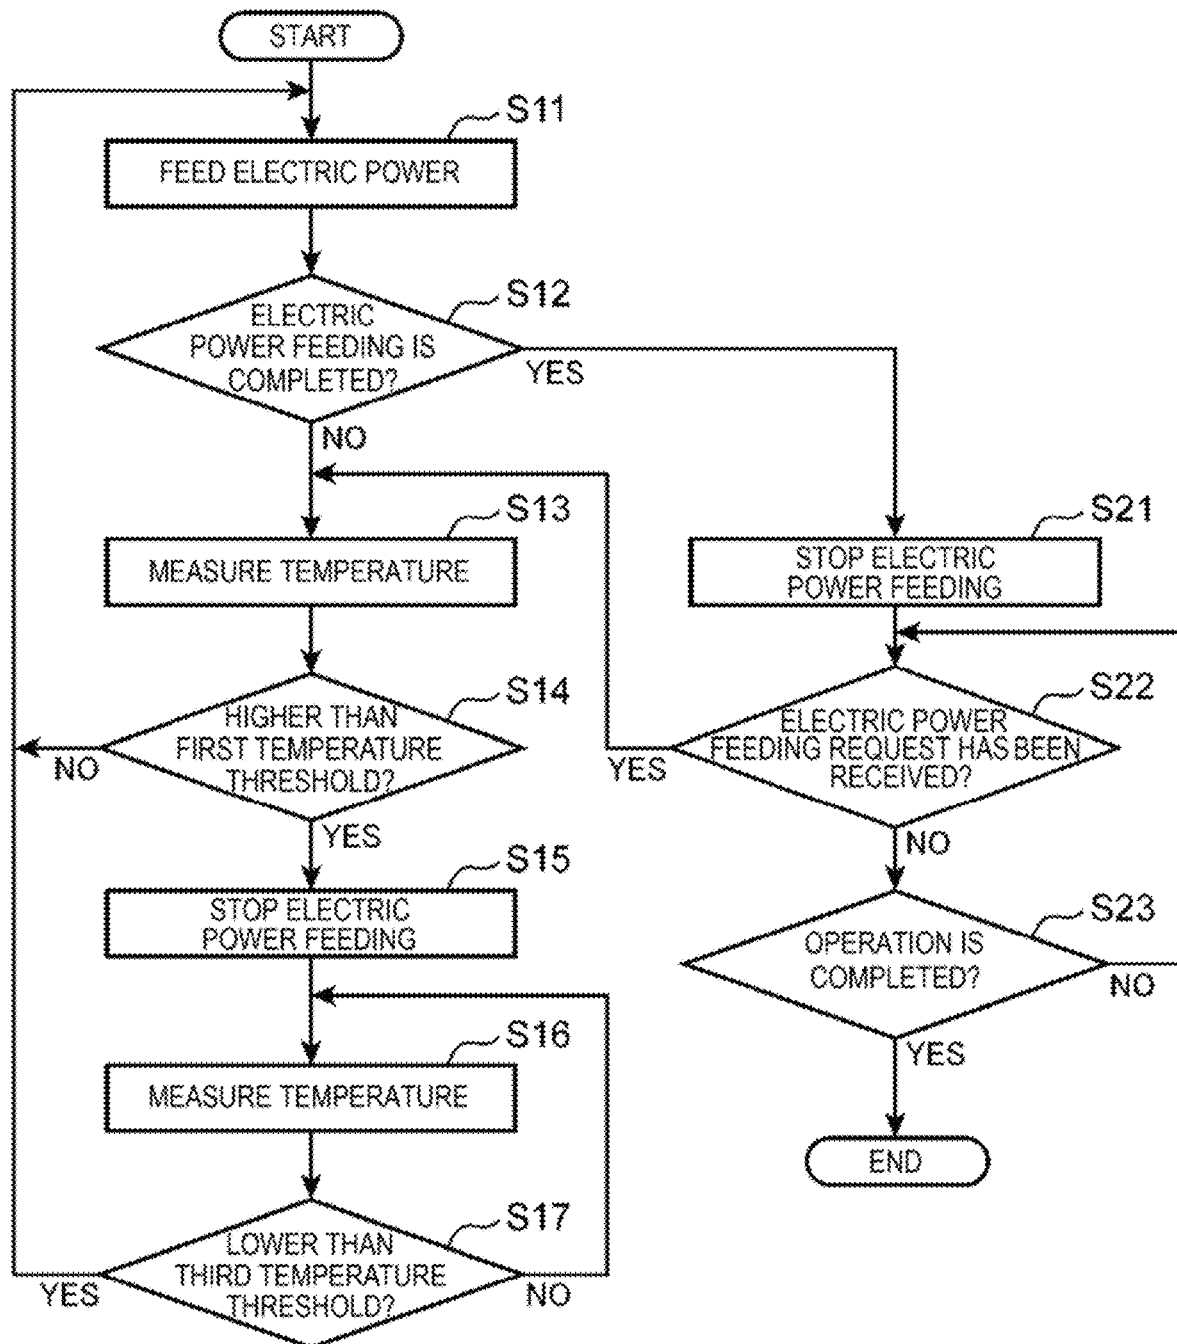 START
S11
FEED ELECTRIC POWER
S12
ELECTRIC
POWER FEEDING IS
COMPLETED?
YES
NO
S13
MEASURE TEMPERATURE
S14
HIGHER THAN
FIRST TEMPERATURE
THRESHOLD?
NO
YES
S15
STOP ELECTRIC
POWER FEEDING
S16
MEASURE TEMPERATURE
S17
LOWER THAN
THIRD TEMPERATURE
THRESHOLD?
YES
NO
S21
STOP ELECTRIC
POWER FEEDING
S22
ELECTRIC POWER
FEEDING REQUEST HAS BEEN
RECEIVED?
YES
NO
S23
OPERATION IS
COMPLETED?
NO
YES
END